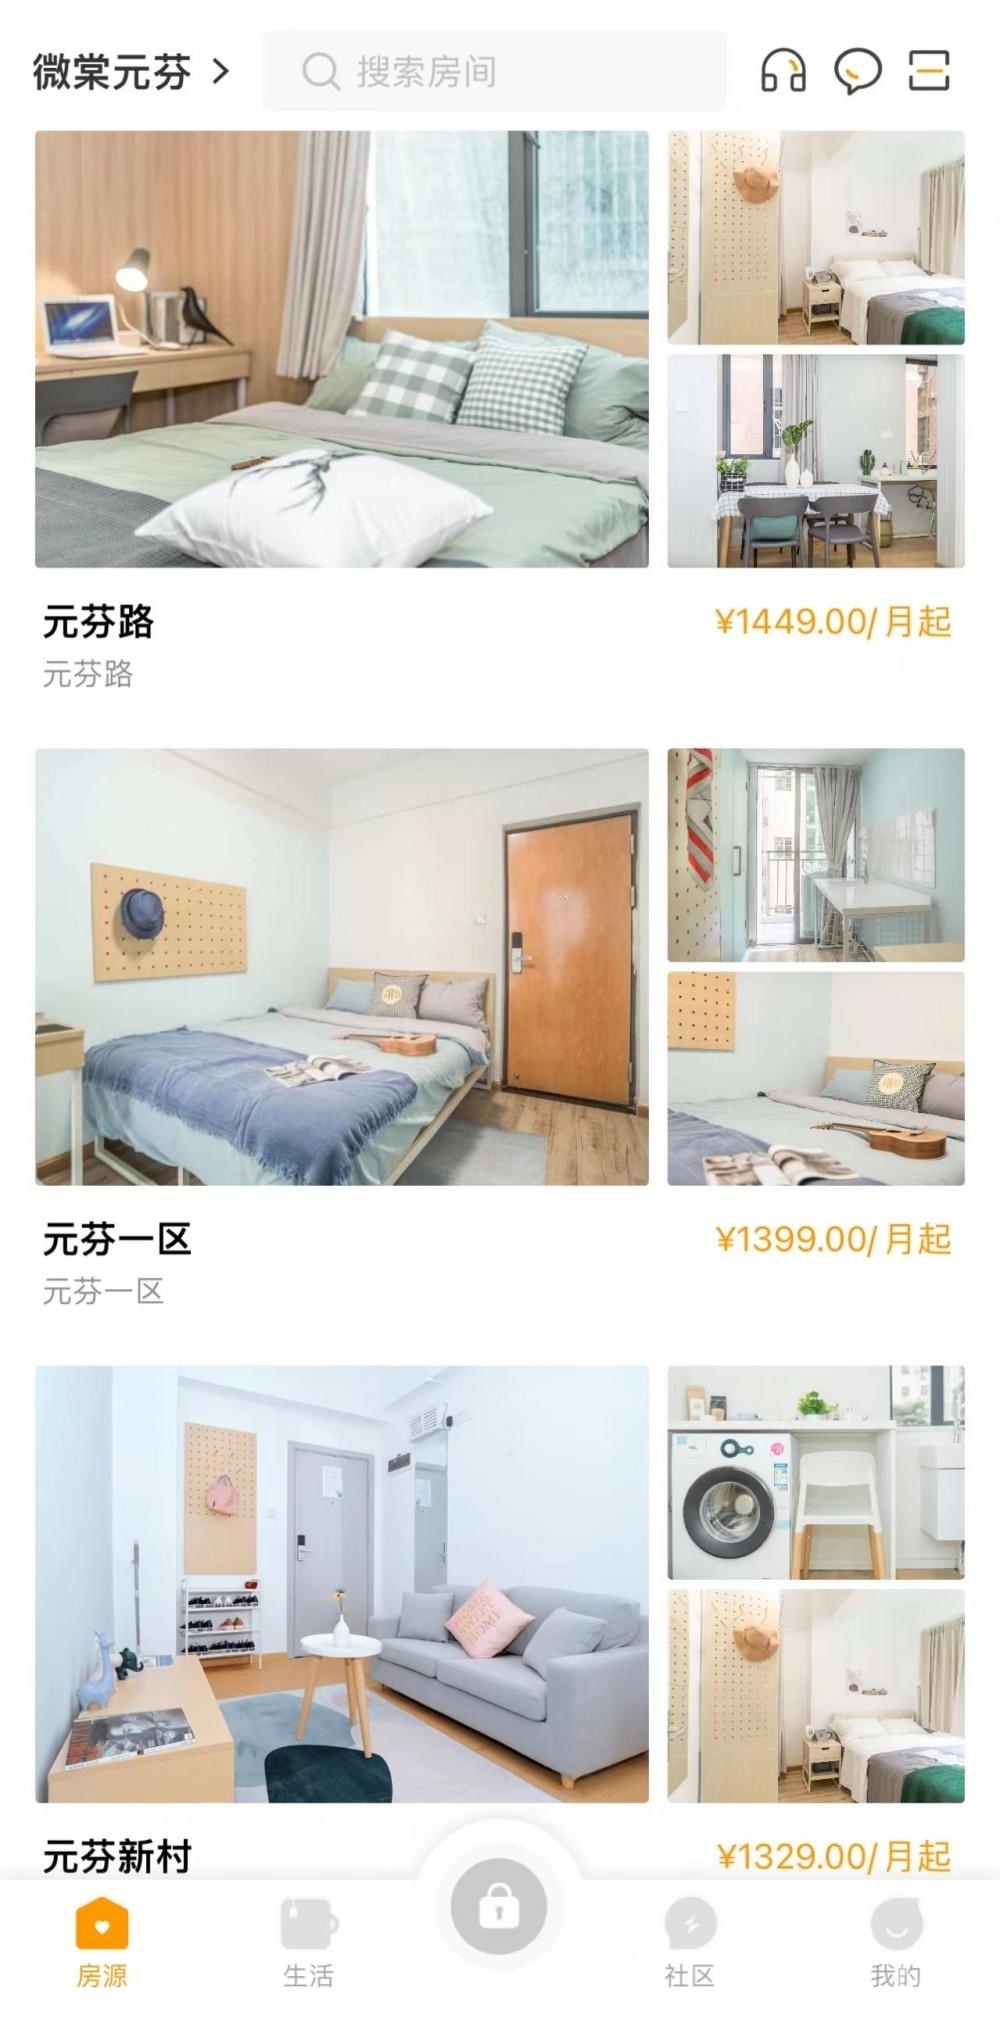 微棠元芬
搜索房间
元芬路
¥1449.00/月起
元芬路
元芬一区
¥1399.00/月起
元芬一区
元芬新村
¥1329.00/月起
房源
生活
社区
我的